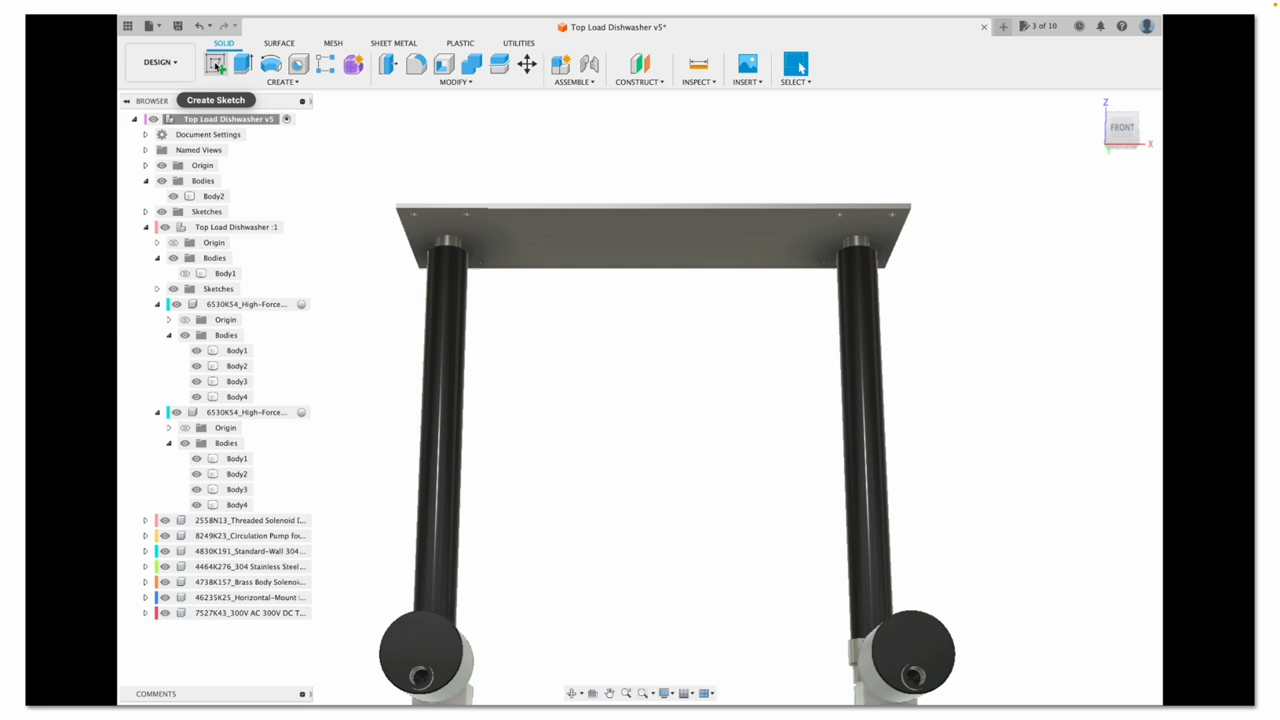 Top Load Dishwasher v5*
3 of 10
SOLID
SURFACE
MESH
SHEET METAL
PLASTIC
UTILITIES
DESIGN
CREATE
MODIFY
ASSEMBLE
CONSTRUCT
INSPECT
INSERT
SELECT
BROWSER
Create Sketch
Top Load Dishwasher v5
Document Settings
Named Views
Origin
Bodies
Body2
Sketches
Top Load Dishwasher :1
Origin
Bodies
Body1
Sketches
6530K54_High-Force...
Origin
Bodies
Body1
Body2
Body3
Body4
6530K54_High-Force...
Origin
Bodies
Body1
Body2
Body3
Body4
2558N13_Threaded Solenoid [...
8249K23_Circulation Pump fo...
4830K191_Standard-Wall 304...
4464K276_304 Stainless Steel...
4738K157_Brass Body Solenoi...
46235K25_Horizontal-Mount ...
7527K43_300V AC 300V DC T...
Z
FRONT
X
COMMENTS